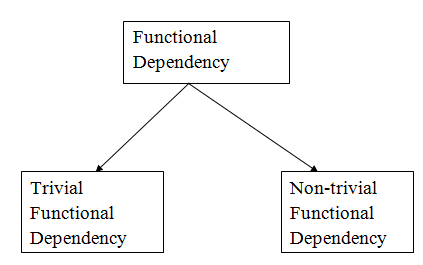 Functional
Dependency
Trivial
Functional
Dependency
Non-trivial
Functional
Dependency